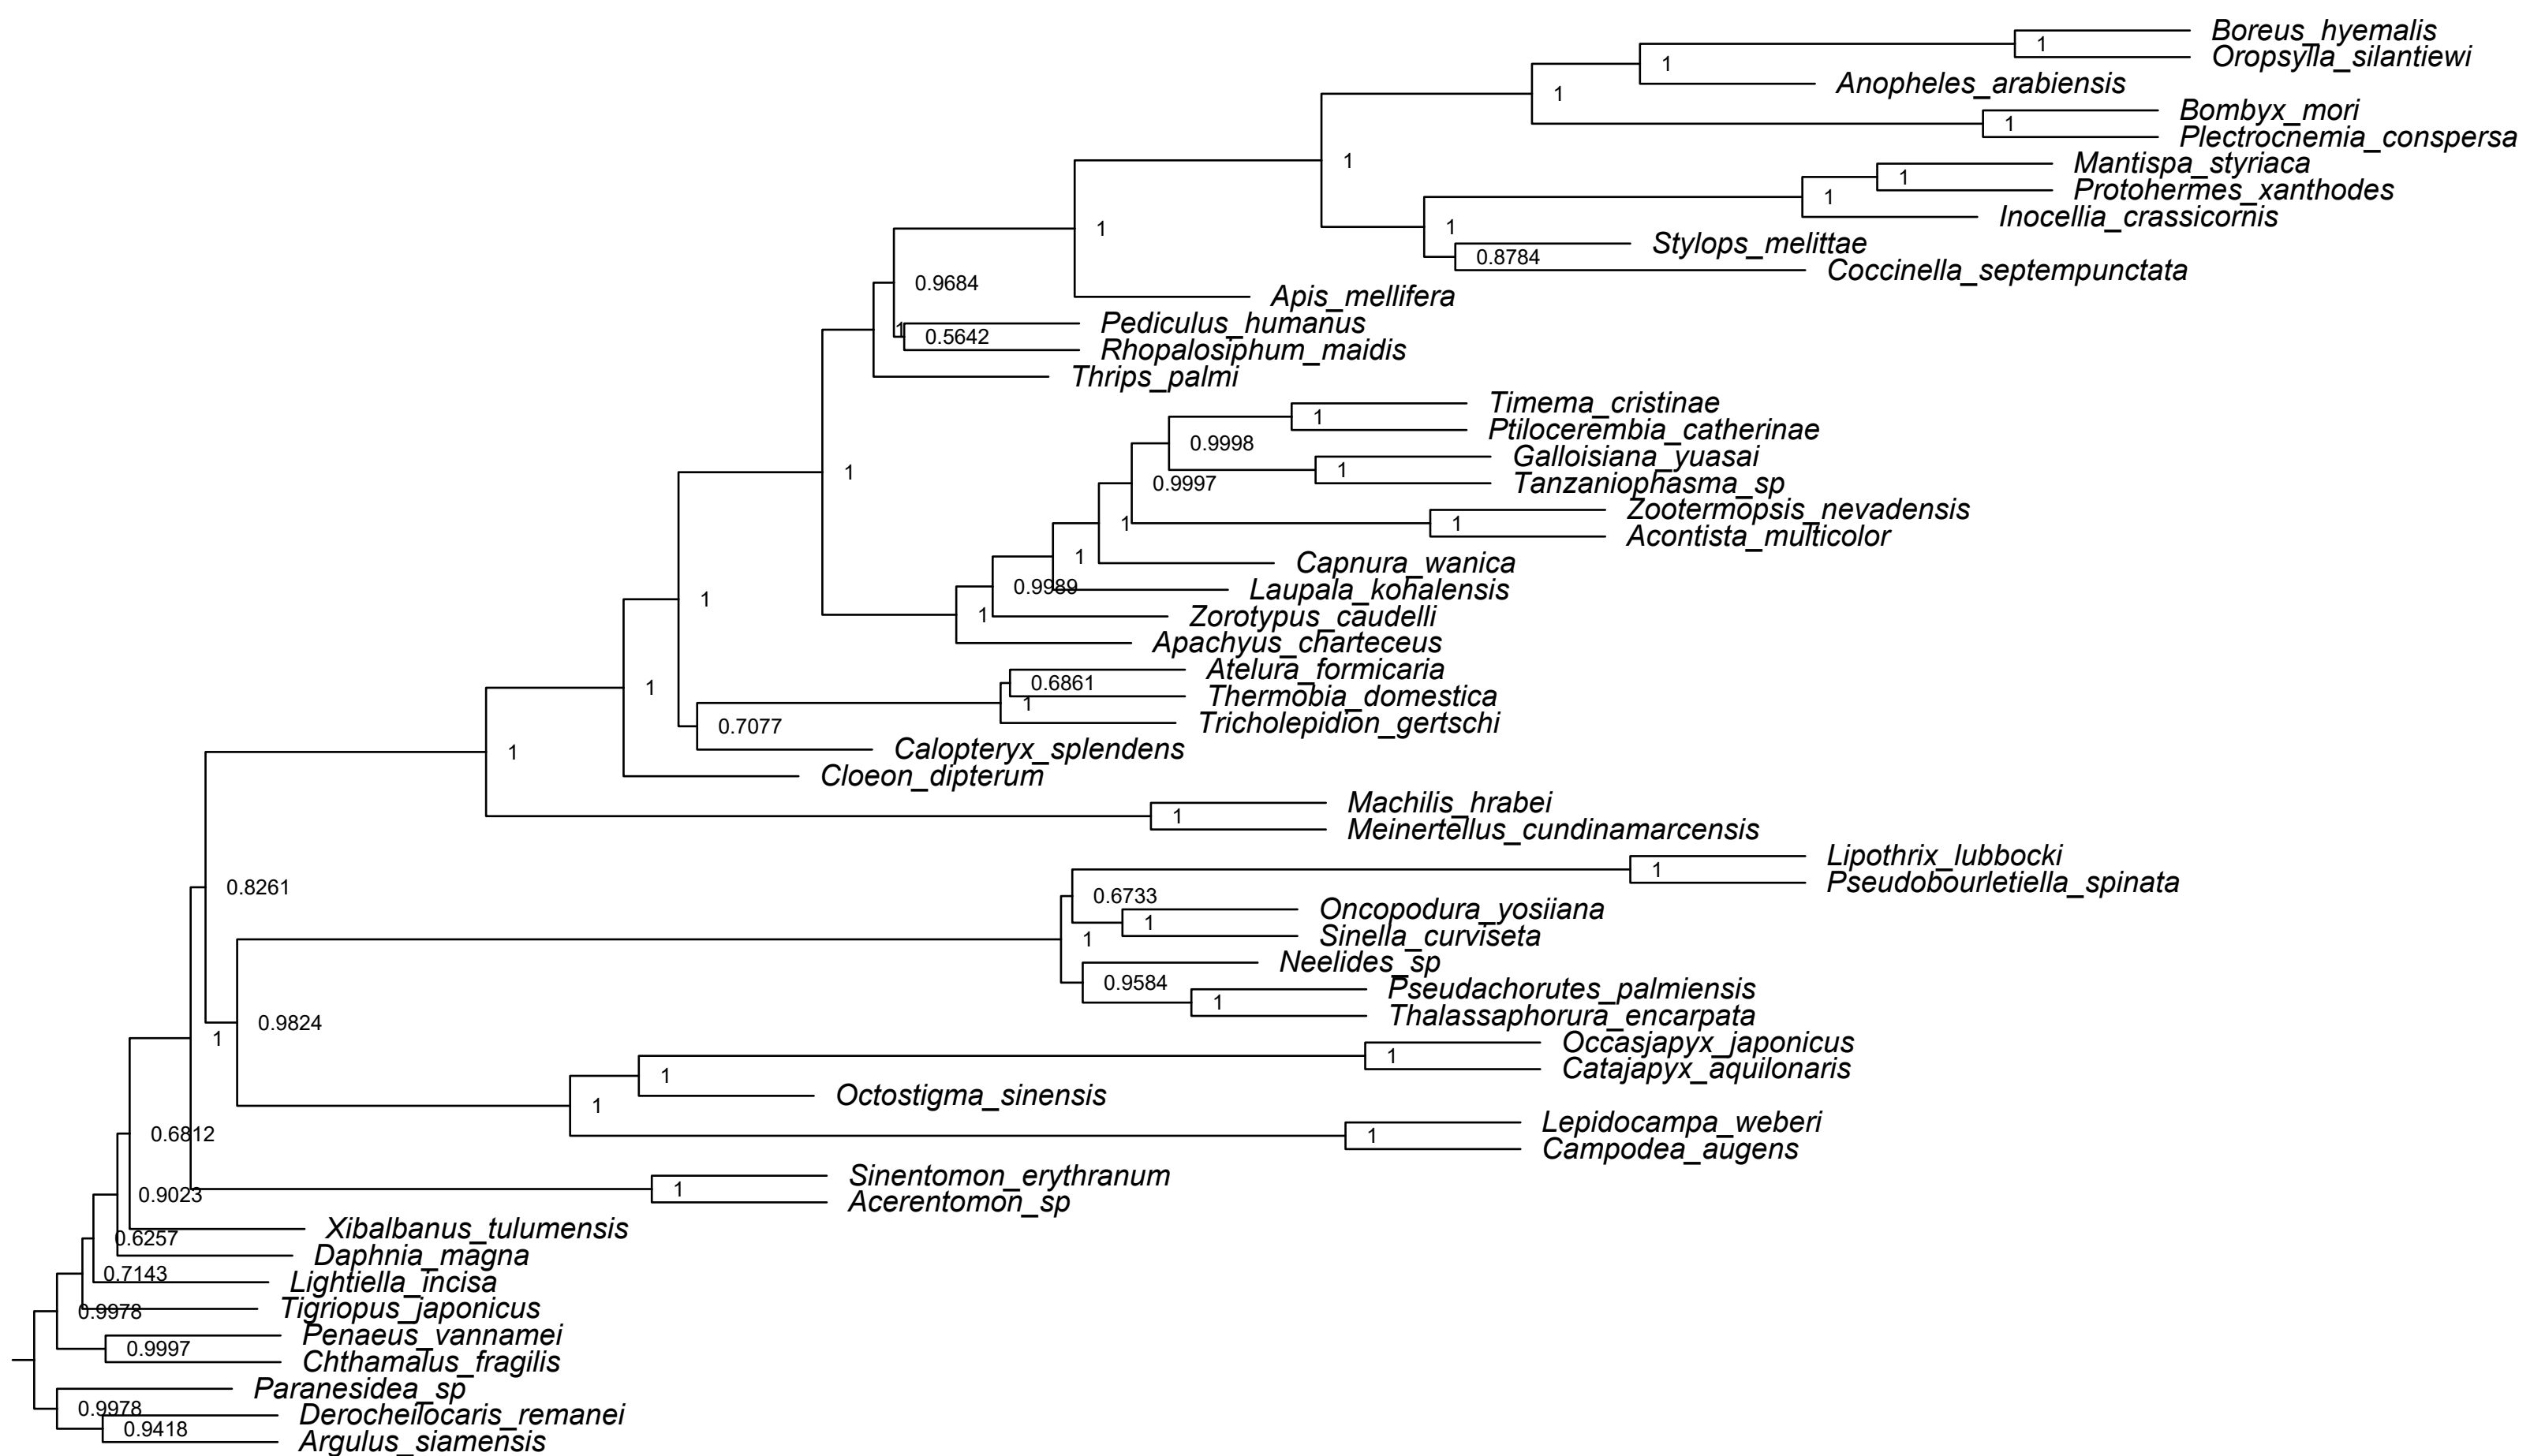 Boreus_hyemalis
1
Oropsylla_silantiewi
1
Anopheles_arabiensis
1
Bombyx_mori
1
Plectrocnemia_conspersa
1
Mantispa_styriaca
1
Protohermes_xanthodes
1
Inocellia_crassicornis
1
Stylops_melittae
0.8784
Coccinella_septempunctata
1
Apis_mellifera
0.9684
Pediculus_humanus
1
0.5642
Rhopalosiphum_maidis
Thrips_palmi
Timema_cristinae
1
Ptilocerembia_catherinae
0.9998
Galloisiana_yuasai
1
Tanzaniophasma_sp
0.9997
Zootermopsis_nevadensis
1
1
Acontista_multicolor
1
Capnura_wanica
1
0.9989
Laupala_kohalensis
1
Zorotypus_caudelli
Apachyus_charteceus
1
Atelura_formicaria
0.6861
Thermobia_domestica
1
1
Tricholepidion_gertschi
0.7077
Calopteryx_splendens
1
Cloeon_dipterum
Machilis_hrabei
1
Meinertellus_cundinamarcensis
Lipothrix_lubbocki
1
Pseudobourletiella_spinata
0.8261
0.6733
Oncopodura_yosiiana
1
Sinella_curviseta
1
Neelides_sp
0.9584
Pseudachorutes_palmiensis
1
Thalassaphorura_encarpata
0.9824
1
Occasjapyx_japonicus
1
Catajapyx_aquilonaris
1
Octostigma_sinensis
1
Lepidocampa_weberi
0.6812
1
Campodea_augens
Sinentomon_erythranum
0.9023
1
Acerentomon_sp
Xibalbanus_tulumensis
0.6257
Daphnia_magna
0.7143
Lightiella_incisa
0.9978
Tigriopus_japonicus
Penaeus_vannamei
0.9997
Chthamalus_fragilis
Paranesidea_sp
0.9978
Derocheilocaris_remanei
0.9418
Argulus_siamensis